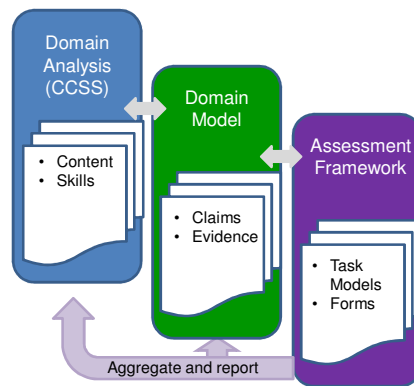 Domain
Analysis
(CCSS)
• Content
• Skills
Domain
Model
• Claims
• Evidence
Assessment
Framework
• Task
Models
• Forms
Aggregate and report